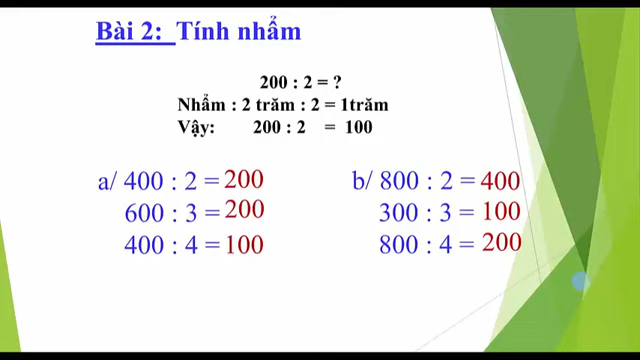 Bài 2: Tính nhẩm
200 : 2 = ?
Nhẩm : 2 trăm : 2 = 1trăm
Vậy: 200 : 2 = 100
a/ 400 : 2 = 200
600 : 3 = 200
400 : 4 = 100
b/ 800 : 2 = 400
300 : 3 = 100
800 : 4 = 200